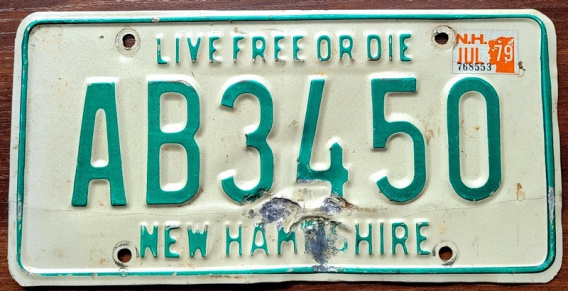 LIVE FREE OR DIE
N.H.
JUL 79
768553
AB3450
NEW HAMPSHIRE